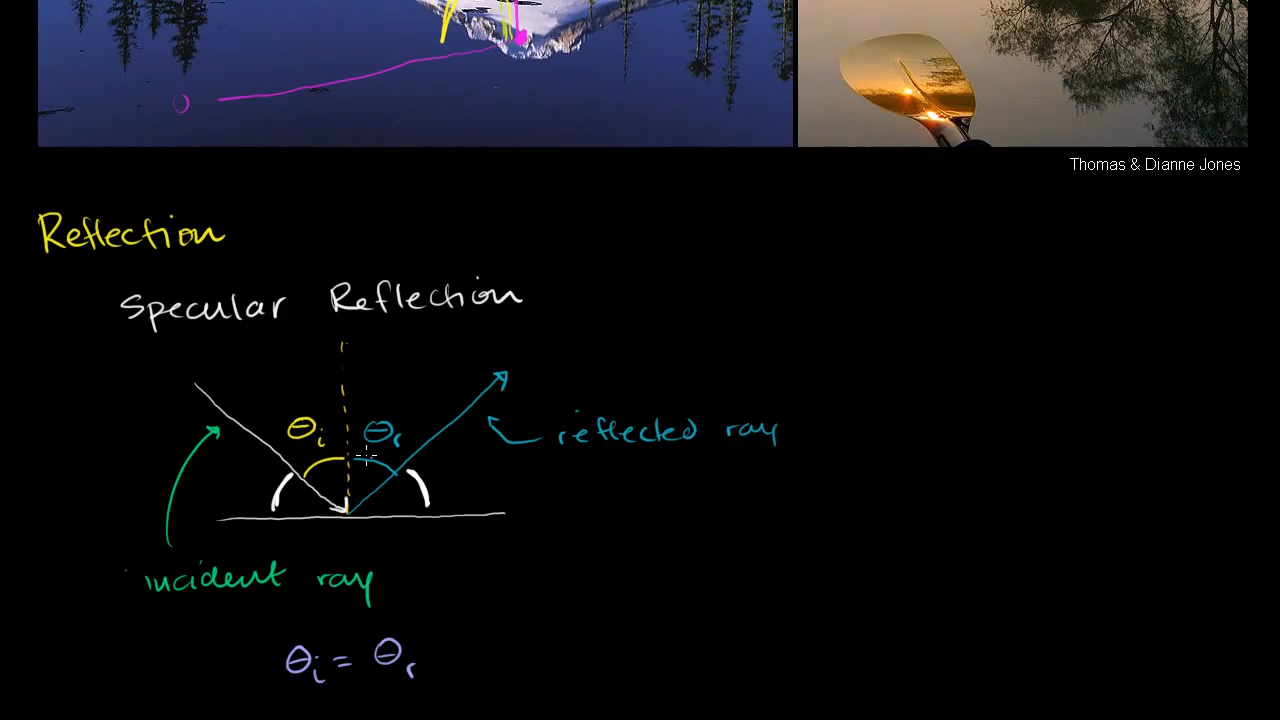 Thomas & Dianne Jones
Reflection
Specular Reflection
θi θr
reflected ray
incident ray
θi = θr